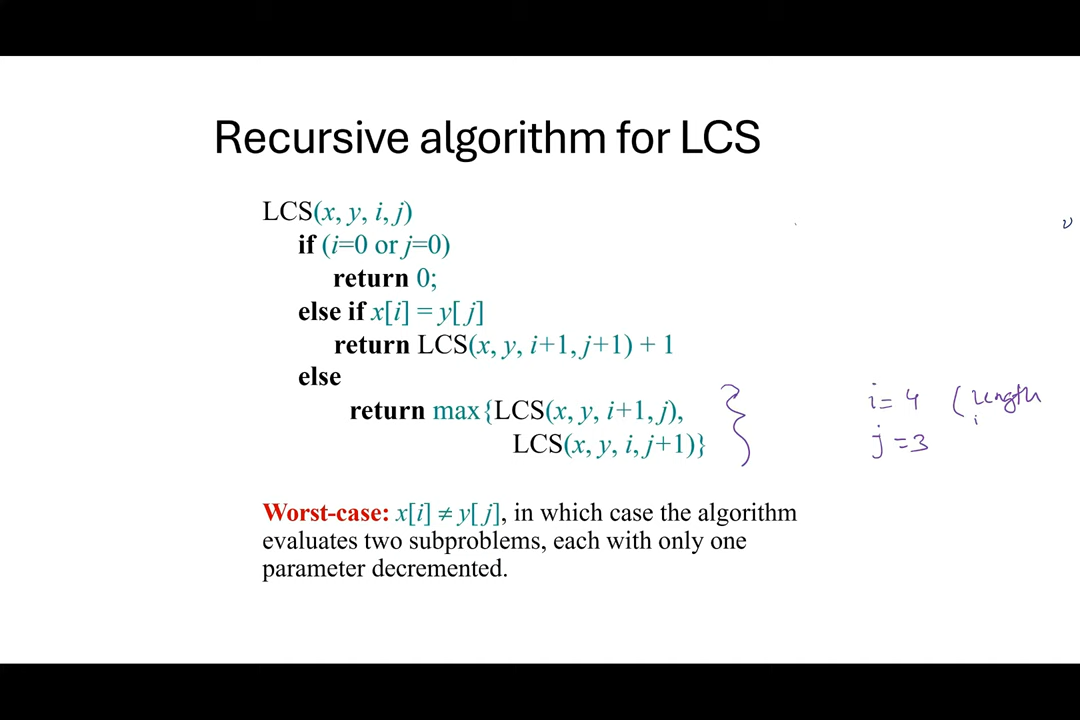 Recursive algorithm for LCS
LCS(x, y, i, j)
if (i=0 or j=0)
return 0;
else if x[i] = y[ j]
return LCS(x, y, i+1, j+1) + 1
else
return max{LCS(x, y, i+1, j),
LCS(x, y, i, j+1)}
i = 4 (length
j = 3
Worst-case: x[i] ≠ y[ j], in which case the algorithm
evaluates two subproblems, each with only one
parameter decremented.